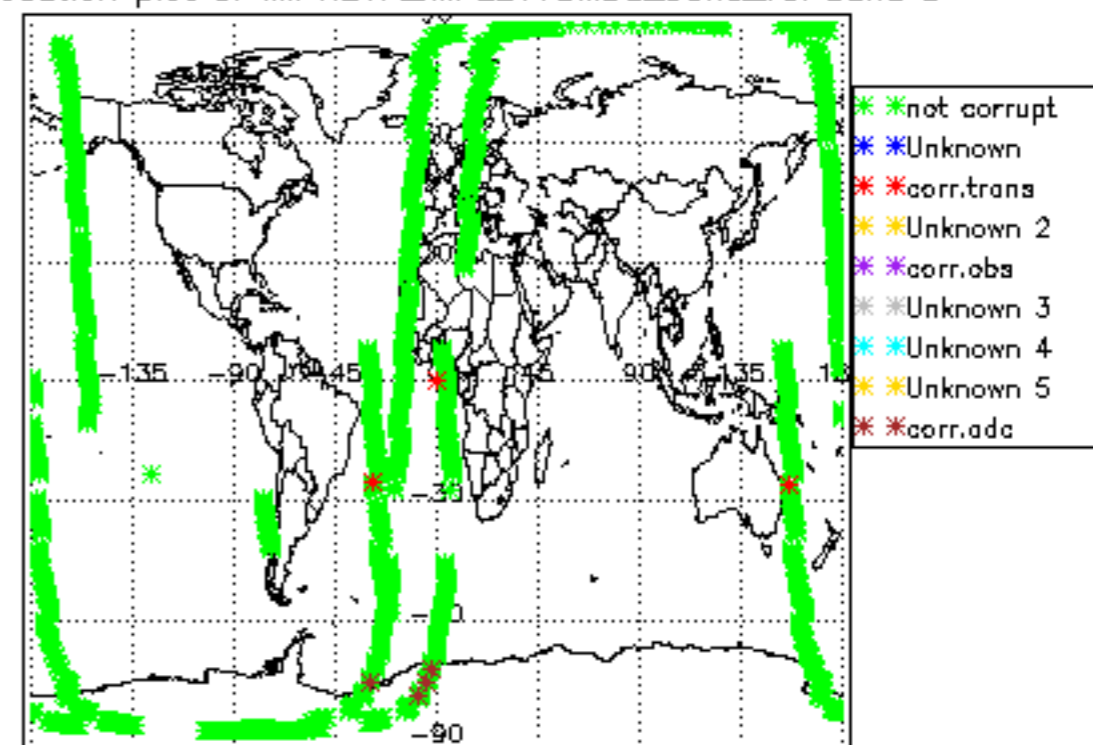 90
not corrupt
Unknown
corr.trans
Unknown 2
corr.obs
Unknown 3
Unknown 4
Unknown 5
corr.adc
-135 -90 45 45 90 135
-30
-90